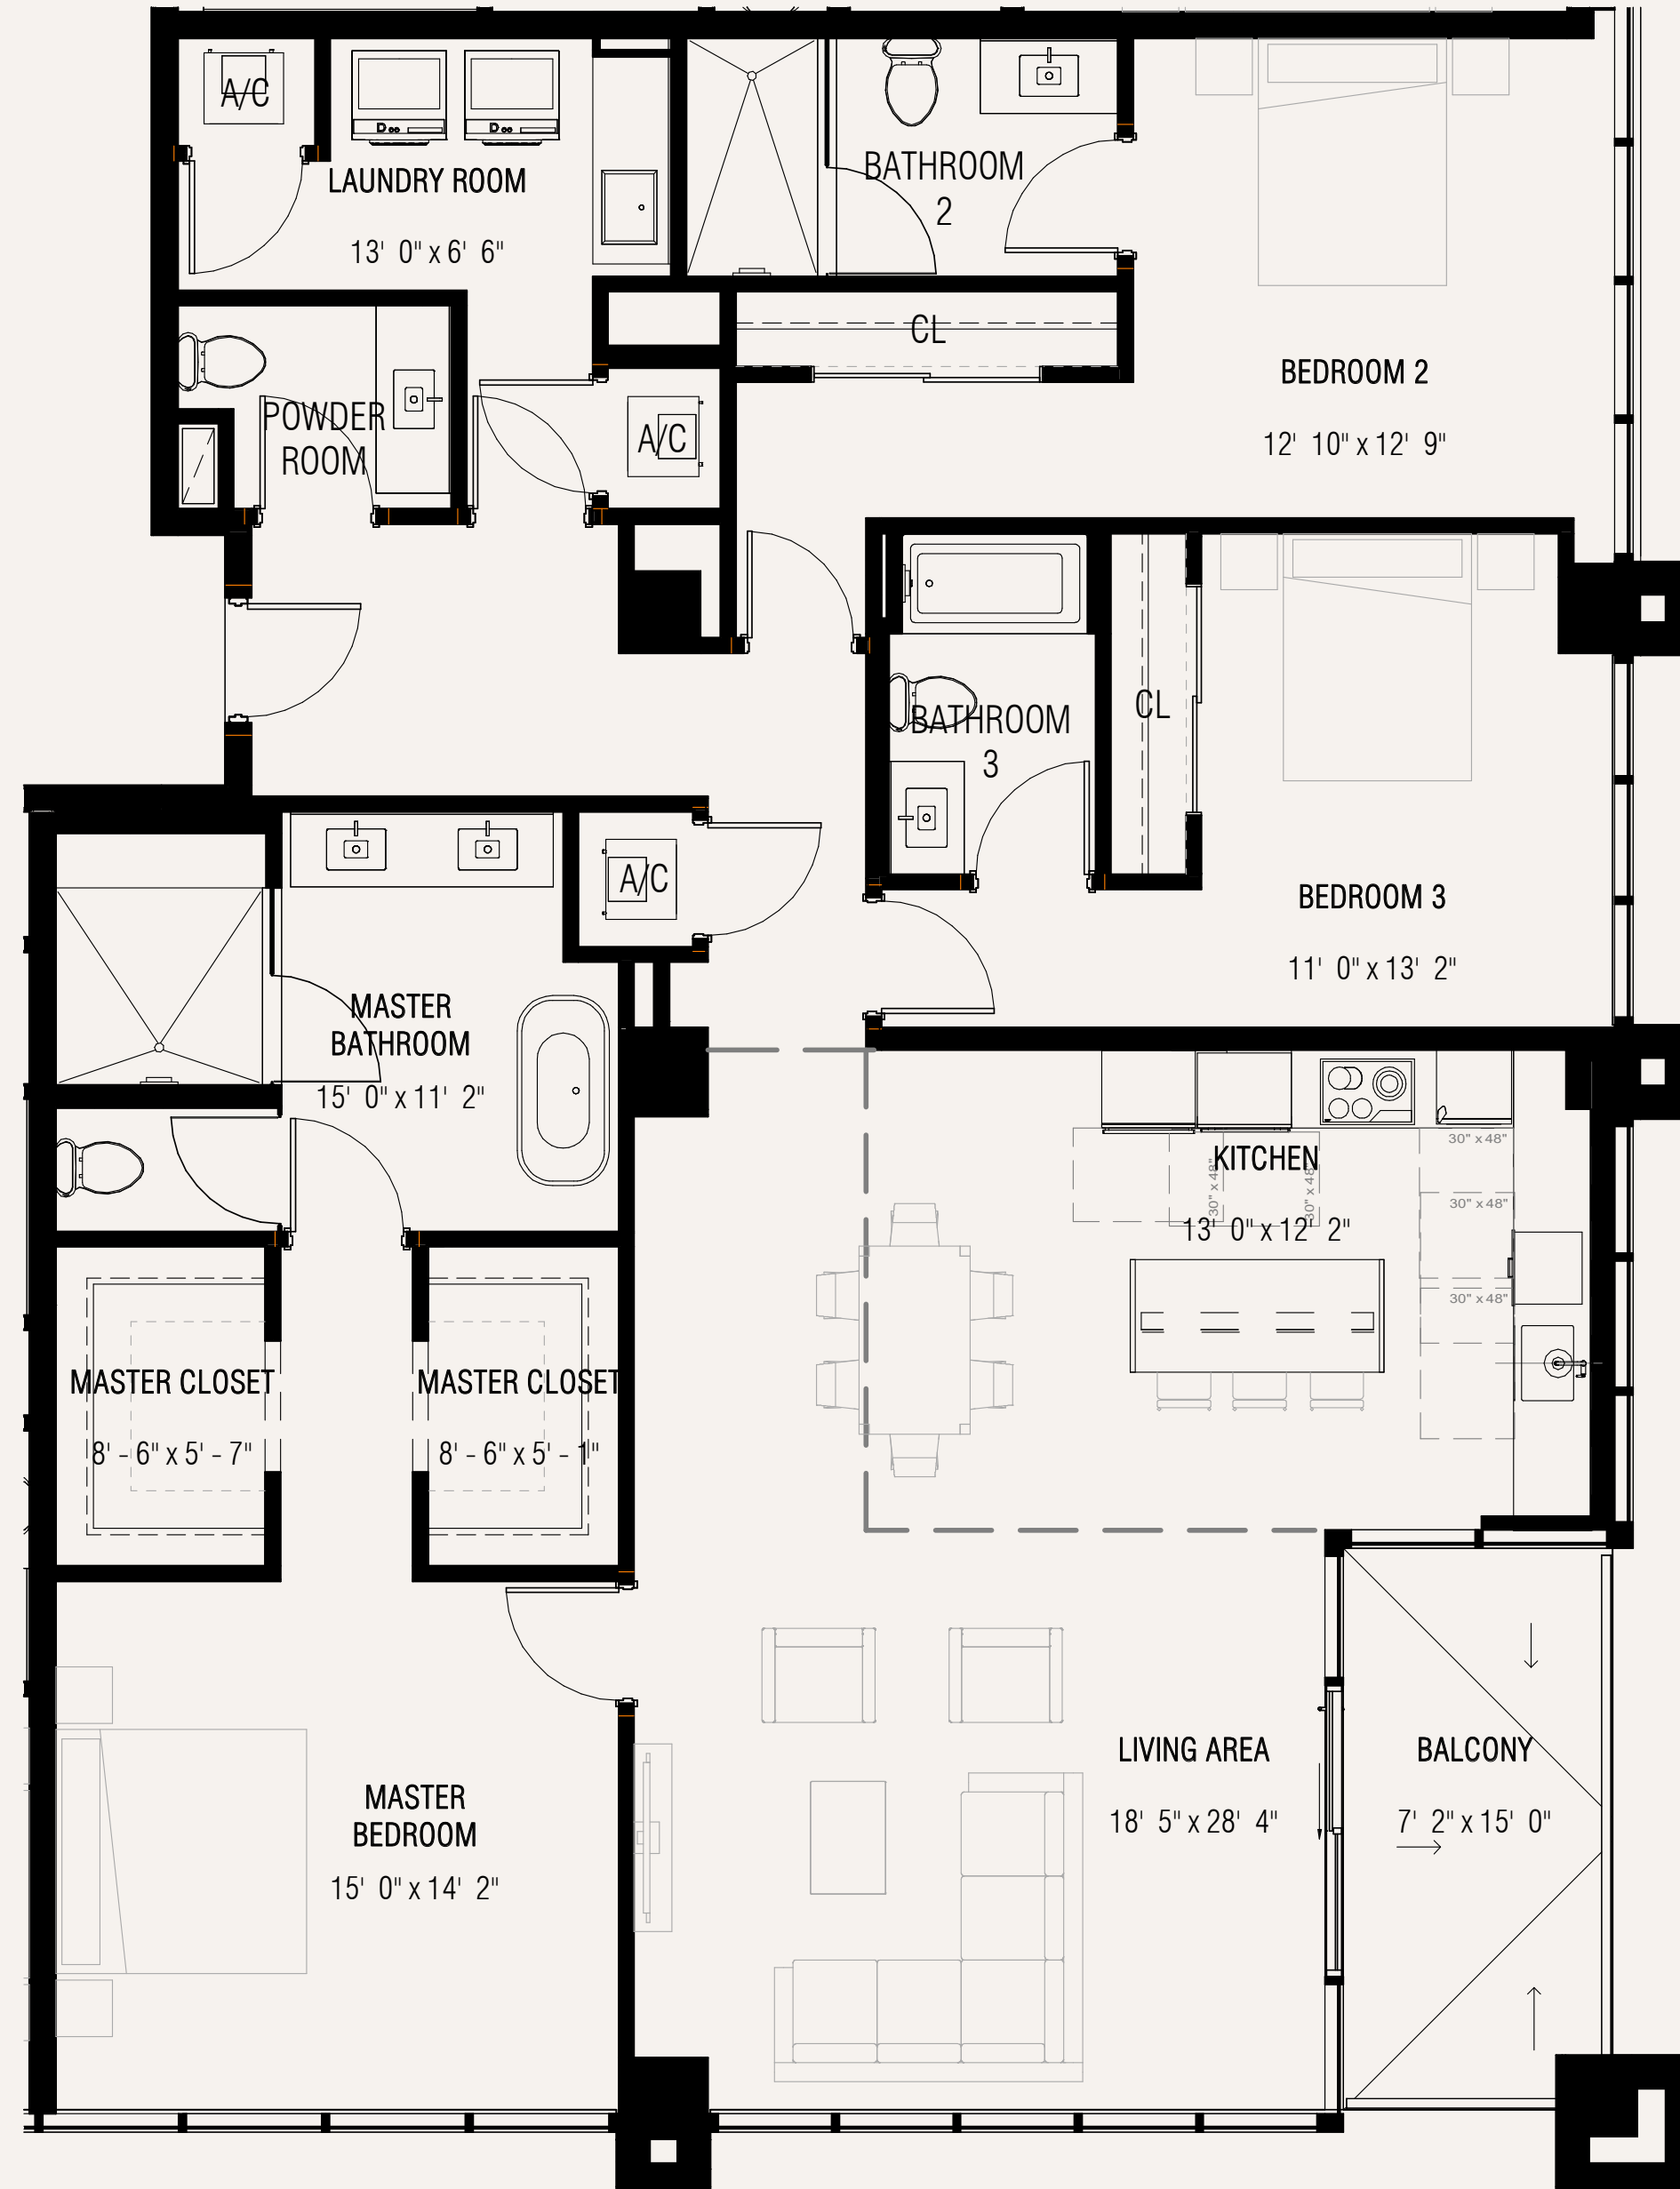 A/C
D
D
LAUNDRY ROOM
13' 0" x 6' 6"
BATHROOM
2
CL
BEDROOM 2
12' 10" x 12' 9"
POWDER
ROOM
A/C
BATHROOM
3
CL
BEDROOM 3
11' 0" x 13' 2"
A/C
MASTER
BATHROOM
15' 0" x 11' 2"
KITCHEN
13' 0" x 12' 2"
30" x 48"
30" x 48"
30" x 48"
30" x 48"
30" x 48"
MASTER CLOSET
8' - 6" x 5' - 7"
MASTER CLOSET
8' - 6" x 5' - 1"
LIVING AREA
18' 5" x 28' 4"
BALCONY
7' 2" x 15' 0"
MASTER
BEDROOM
15' 0" x 14' 2"